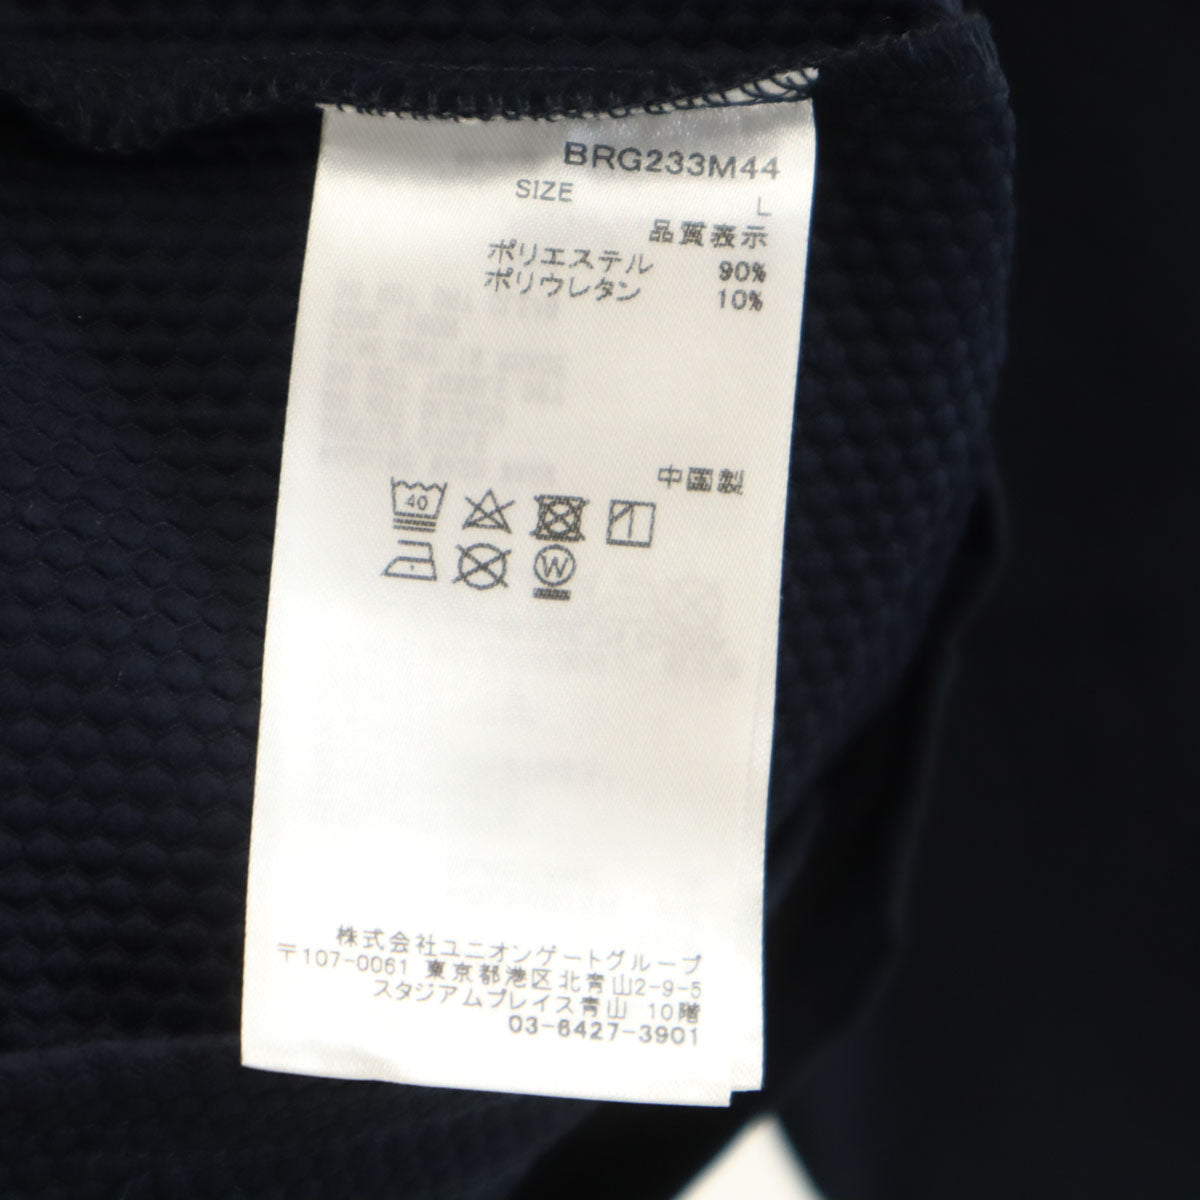 BRG233M44
SIZE L
品質表示
ポリエステル 90%
ポリウレタン 10%
中国製
40
W
株式会社ユニオンゲートグループ
〒107-0061 東京都港区北青山2-9-5
スタジアムプレイス青山 10階
03-6427-3901